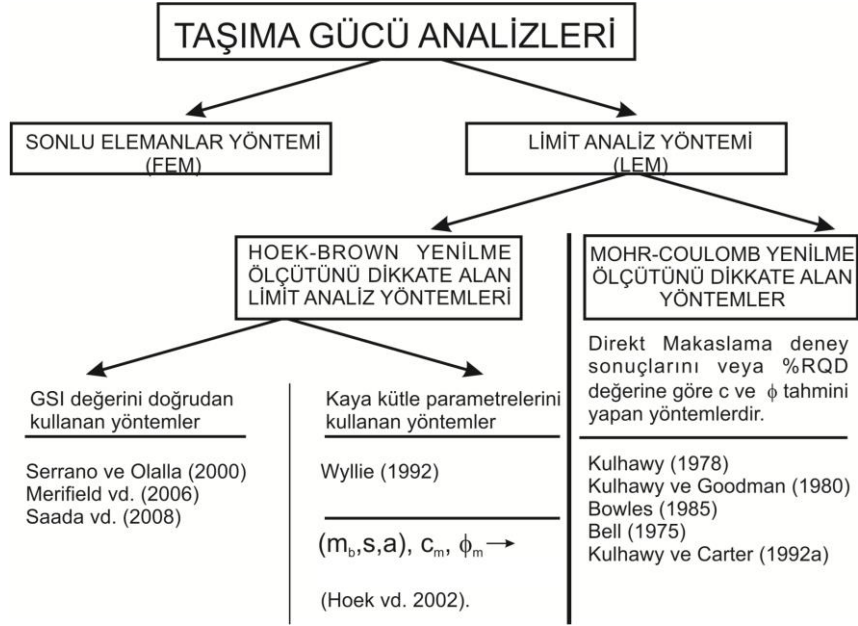 TAŞIMA GÜCÜ ANALİZLERİ
SONLU ELEMANLAR YÖNTEMİ
(FEM)
LİMİT ANALİZ YÖNTEMİ
(LEM)
HOEK-BROWN YENİLME
ÖLÇÜTÜNÜ DİKKATE ALAN
LİMİT ANALİZ YÖNTEMLERİ
MOHR-COULOMB YENİLME
ÖLÇÜTÜNÜ DİKKATE ALAN
YÖNTEMLER
GSI değerini doğrudan
kullanan yöntemler
Serrano ve Olalla (2000)
Merifield vd. (2006)
Saada vd. (2008)
Kaya kütle parametrelerini
kullanan yöntemler
Wyllie (1992)
(m_b,s,a), c_m, ϕ_m→
(Hoek vd. 2002).
Direkt Makaslama deney
sonuçlarını veya %RQD
değerine göre c ve ϕ tahmini
yapan yöntemlerdir.
Kulhawy (1978)
Kulhawy ve Goodman (1980)
Bowles (1985)
Bell (1975)
Kulhawy ve Carter (1992a)